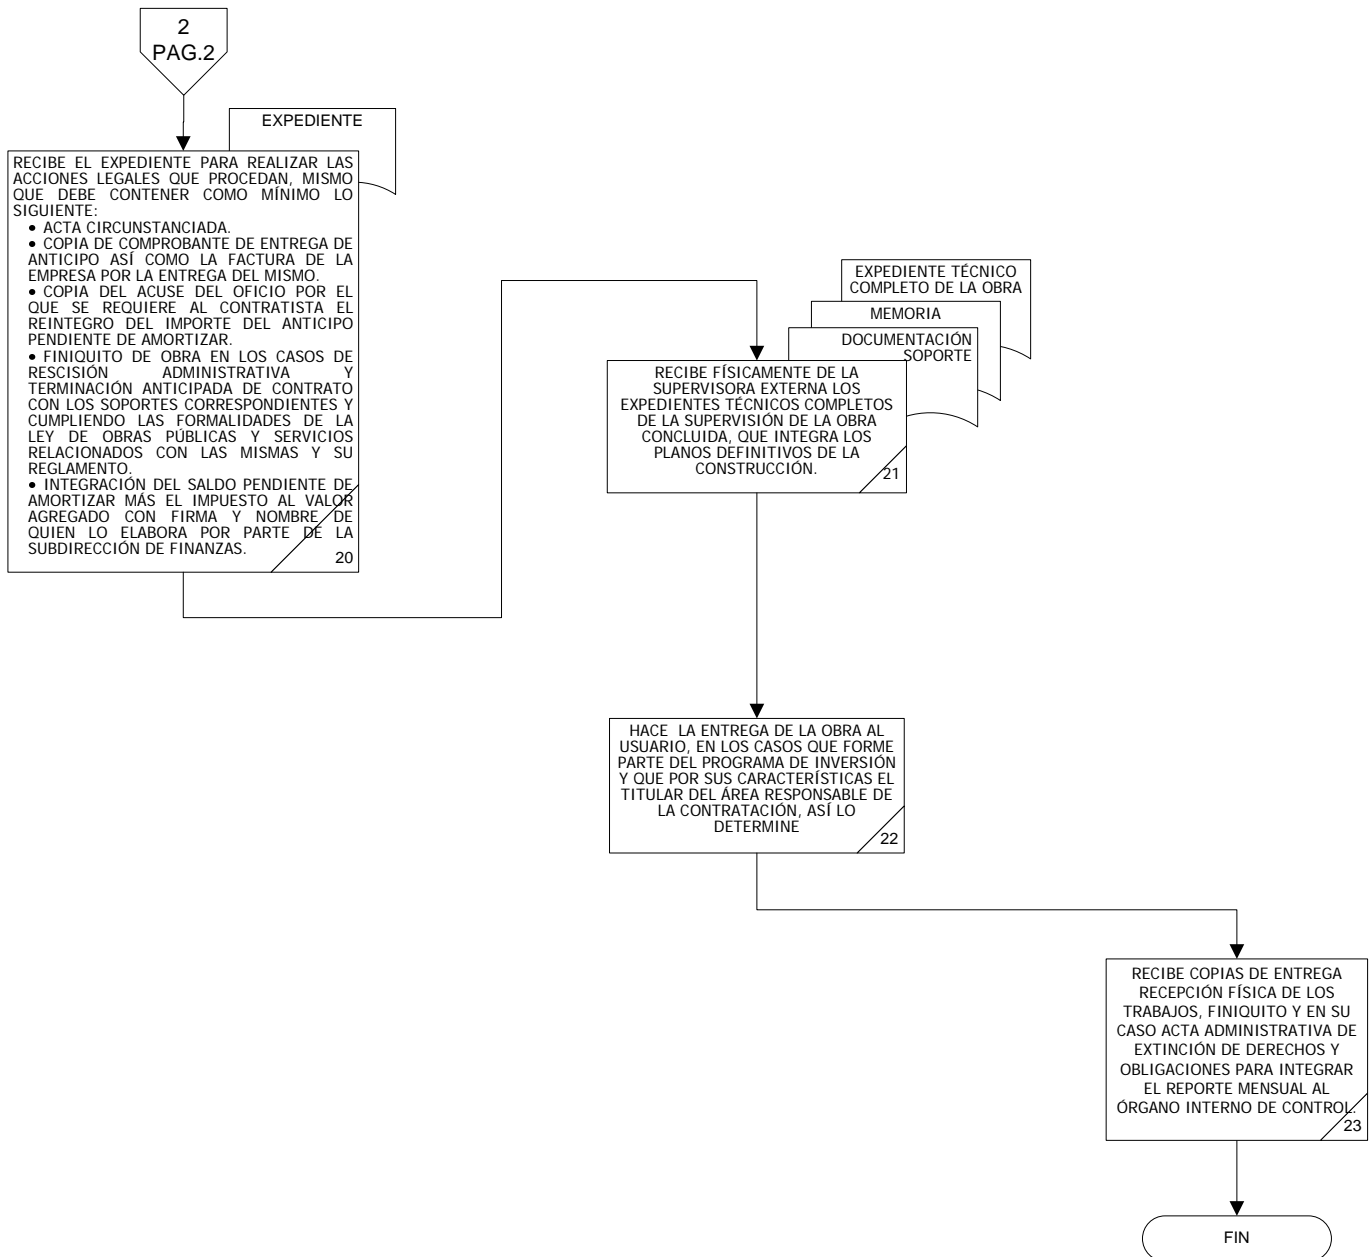 2
PAG.2
EXPEDIENTE
RECIBE EL EXPEDIENTE PARA REALIZAR LAS
ACCIONES LEGALES QUE PROCEDAN, MISMO
QUE DEBE CONTENER COMO MÍNIMO LO
SIGUIENTE:
• ACTA CIRCUNSTANCIADA.
• COPIA DE COMPROBANTE DE ENTREGA DE
ANTICIPO ASÍ COMO LA FACTURA DE LA
EMPRESA POR LA ENTREGA DEL MISMO.
• COPIA DEL ACUSE DEL OFICIO POR EL
QUE SE REQUIERE AL CONTRATISTA EL
REINTEGRO DEL IMPORTE DEL ANTICIPO
PENDIENTE DE AMORTIZAR.
• FINIQUITO DE OBRA EN LOS CASOS DE
RESCISIÓN ADMINISTRATIVA Y
TERMINACIÓN ANTICIPADA DE CONTRATO
CON LOS SOPORTES CORRESPONDIENTES Y
CUMPLIENDO LAS FORMALIDADES DE LA
LEY DE OBRAS PÚBLICAS Y SERVICIOS
RELACIONADOS CON LAS MISMAS Y SU
REGLAMENTO.
• INTEGRACIÓN DEL SALDO PENDIENTE DE
AMORTIZAR MÁS EL IMPUESTO AL VALOR
AGREGADO CON FIRMA Y NOMBRE DE
QUIEN LO ELABORA POR PARTE DE LA
SUBDIRECCIÓN DE FINANZAS.
20
EXPEDIENTE TÉCNICO
COMPLETO DE LA OBRA
MEMORIA
DOCUMENTACIÓN
SOPORTE
RECIBE FÍSICAMENTE DE LA
SUPERVISORA EXTERNA LOS
EXPEDIENTES TÉCNICOS COMPLETOS
DE LA SUPERVISIÓN DE LA OBRA
CONCLUIDA, QUE INTEGRA LOS
PLANOS DEFINITIVOS DE LA
CONSTRUCCIÓN.
21
HACE LA ENTREGA DE LA OBRA AL
USUARIO, EN LOS CASOS QUE FORME
PARTE DEL PROGRAMA DE INVERSIÓN
Y QUE POR SUS CARACTERÍSTICAS EL
TITULAR DEL ÁREA RESPONSABLE DE
LA CONTRATACIÓN, ASÍ LO
DETERMINE
22
RECIBE COPIAS DE ENTREGA
RECEPCIÓN FÍSICA DE LOS
TRABAJOS, FINIQUITO Y EN SU
CASO ACTA ADMINISTRATIVA DE
EXTINCIÓN DE DERECHOS Y
OBLIGACIONES PARA INTEGRAR
EL REPORTE MENSUAL AL
ÓRGANO INTERNO DE CONTROL.
23
FIN